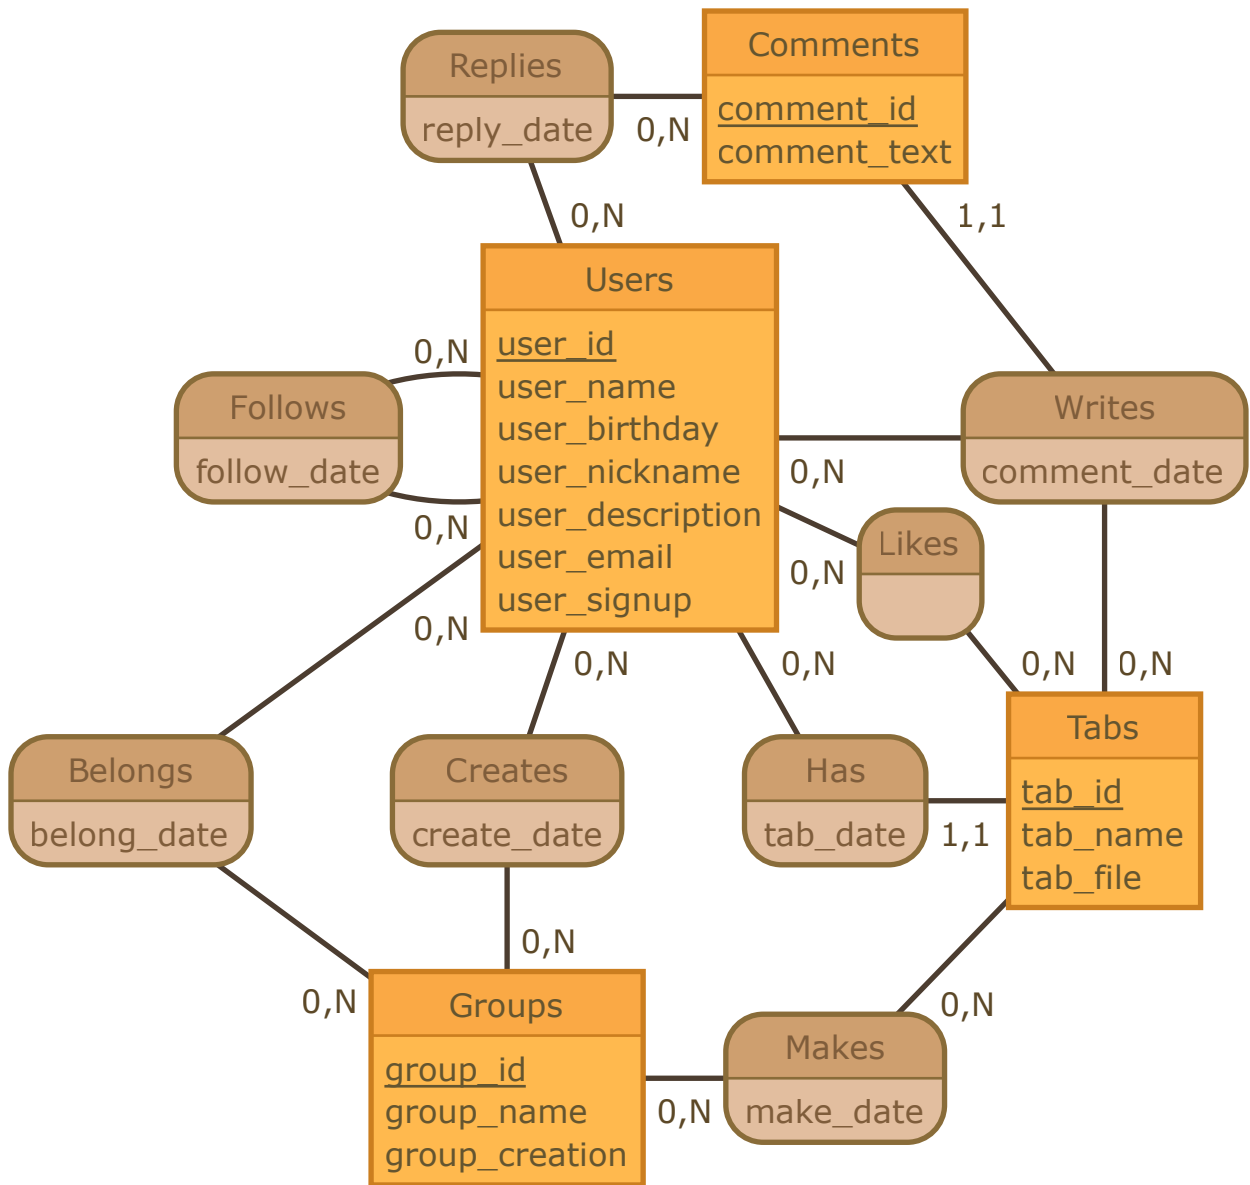 Replies
reply_date
0,N
Comments
comment_id
comment_text
0,N
1,1
Users
user_id
user_name
user_birthday
user_nickname
user_description
user_email
user_signup
0,N
Follows
follow_date
0,N
Writes
comment_date
0,N
Likes
0,N
0,N
0,N
0,N
0,N
0,N
Belongs
belong_date
Creates
create_date
Has
tab_date
1,1
Tabs
tab_id
tab_name
tab_file
0,N
0,N
Groups
group_id
group_name
group_creation
0,N
Makes
make_date
0,N